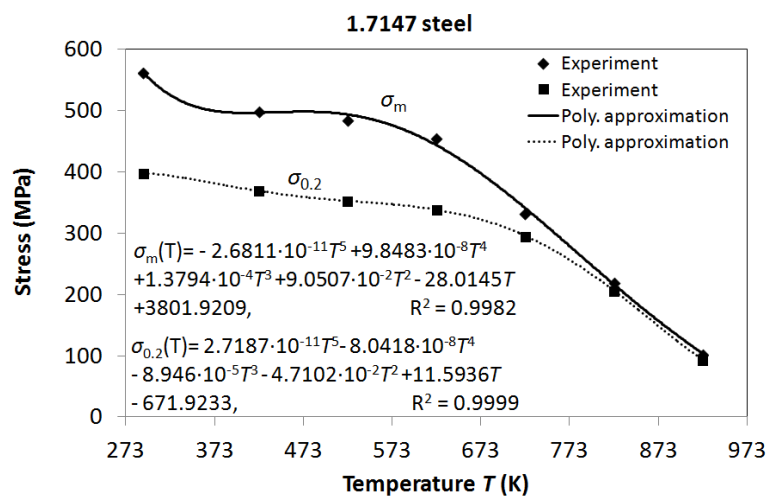 1.7147 steel
600
500
400
300
200
100
0
Stress (MPa)
Experiment
Experiment
Poly. approximation
Poly. approximation
σm
σ0.2
σm(T)= - 2.6811·10⁻¹¹T⁵ +9.8483·10⁻⁸T⁴
+1.3794·10⁻⁴T³ +9.0507·10⁻²T² - 28.0145T
+3801.9209, R² = 0.9982
σ0.2(T)= 2.7187·10⁻¹¹T⁵- 8.0418·10⁻⁸T⁴
- 8.946·10⁻⁵T³ - 4.7102·10⁻²T² +11.5936T
- 671.9233, R² = 0.9999
273 373 473 573 673 773 873 973
Temperature T (K)